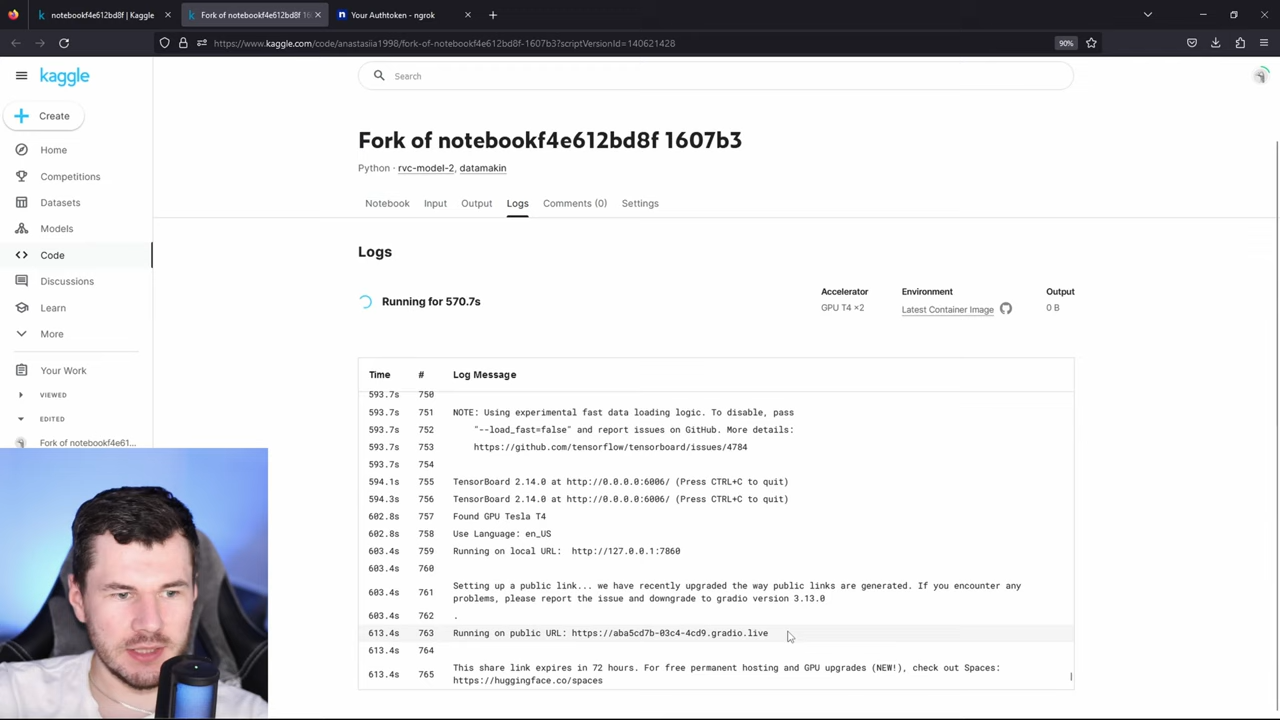 notebookf4e612bd8f | Kaggle
Fork of notebookf4e612bd8f 16
Your Authtoken - ngrok
https://www.kaggle.com/code/anastasiia1998/fork-of-notebookf4e612bd8f-1607b3?scriptVersionId=140621428
90%
kaggle
Search
Create
Home
Competitions
Datasets
Models
Code
Discussions
Learn
More
Your Work
VIEWED
EDITED
Fork of notebookf4e61...
Fork of notebookf4e612bd8f 1607b3
Python · rvc-model-2, datamakin
Notebook Input Output Logs Comments (0) Settings
Logs
Running for 570.7s
Accelerator
GPU T4 ×2
Environment
Latest Container Image
Output
0 B
Time # Log Message
593.7s 750
593.7s 751 NOTE: Using experimental fast data loading logic. To disable, pass
593.7s 752 "--load_fast=false" and report issues on GitHub. More details:
593.7s 753 https://github.com/tensorflow/tensorboard/issues/4784
593.7s 754
594.1s 755 TensorBoard 2.14.0 at http://0.0.0.0:6006/ (Press CTRL+C to quit)
594.3s 756 TensorBoard 2.14.0 at http://0.0.0.0:6006/ (Press CTRL+C to quit)
602.8s 757 Found GPU Tesla T4
602.8s 758 Use Language: en_US
603.4s 759 Running on local URL: http://127.0.0.1:7860
603.4s 760
603.4s 761 Setting up a public link... we have recently upgraded the way public links are generated. If you encounter any
problems, please report the issue and downgrade to gradio version 3.13.0
603.4s 762 .
613.4s 763 Running on public URL: https://aba5cd7b-03c4-4cd9.gradio.live
613.4s 764
613.4s 765 This share link expires in 72 hours. For free permanent hosting and GPU upgrades (NEW!), check out Spaces:
https://huggingface.co/spaces